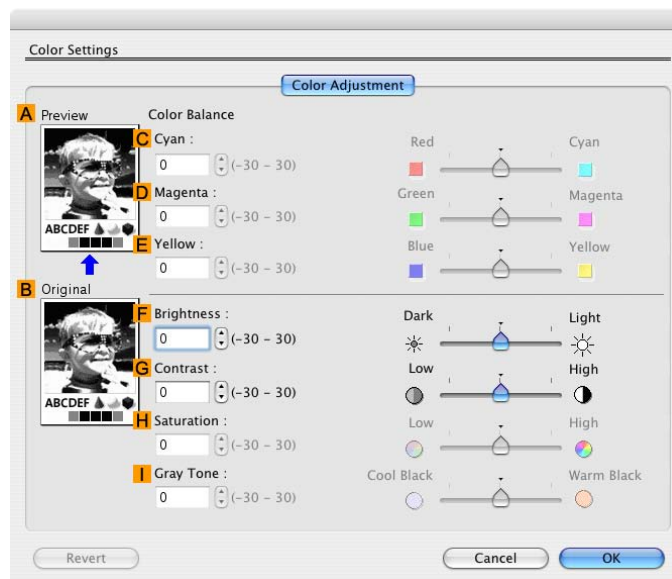 Color Settings
Color Adjustment
A Preview
Color Balance
C Cyan :
0 (-30 – 30)
Red Cyan
D Magenta :
0 (-30 – 30)
Green Magenta
ABCDEF
E Yellow :
0 (-30 – 30)
Blue Yellow
B Original
F Brightness :
0 (-30 – 30)
Dark Light
G Contrast :
0 (-30 – 30)
Low High
ABCDEF
H Saturation :
0 (-30 – 30)
Low High
I Gray Tone :
0 (-30 – 30)
Cool Black Warm Black
Revert Cancel OK